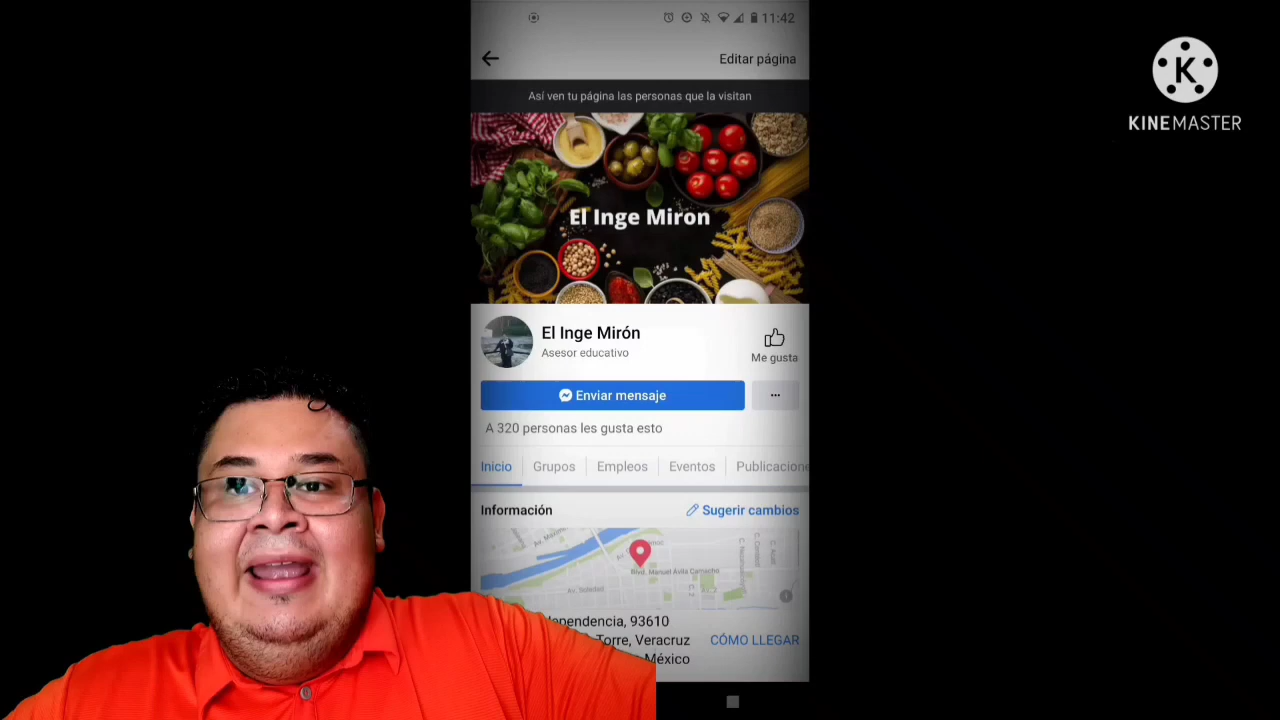 11:42
Editar página
Así ven tu página las personas que la visitan
El Inge Miron
El Inge Mirón
Asesor educativo
Me gusta
Enviar mensaje
A 320 personas les gusta esto
Inicio
Grupos
Empleos
Eventos
Publicacione
Información
Sugerir cambios
Blvd. Manuel Avila Camacho
Av. Soledad
ependencia, 93610
Torre, Veracruz
México
CÓMO LLEGAR
K
KINEMASTER